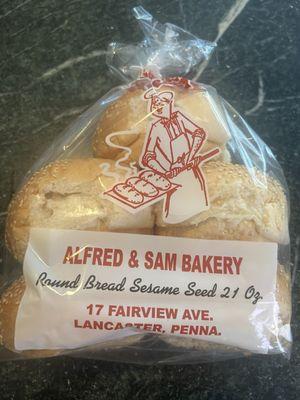 ALFRED & SAM BAKERY
Round Bread Sesame Seed 21 Oz.
17 FAIRVIEW AVE.
LANCASTER, PENNA.